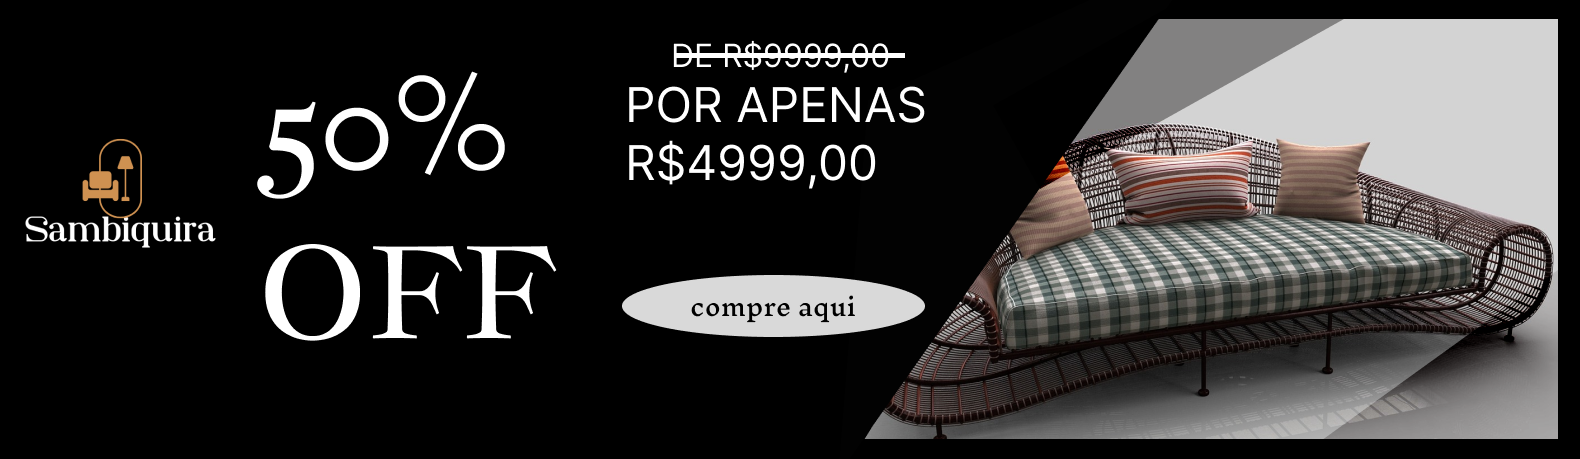 Sambiquira
50%
OFF
DE R$9999,00
POR APENAS
R$4999,00
compre aqui